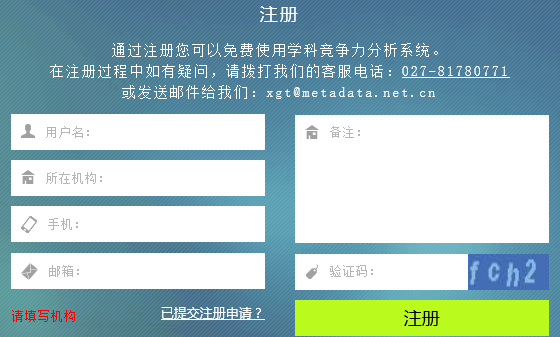 注册
通过注册您可以免费使用学科竞争力分析系统。
在注册过程中如有疑问，请拨打我们的客服电话：027-81780771
或发送邮件给我们：xgt@metadata.net.cn
用户名：
所在机构：
手机：
邮箱：
请填写机构
已提交注册申请？
备注：
验证码：
fch2
注册